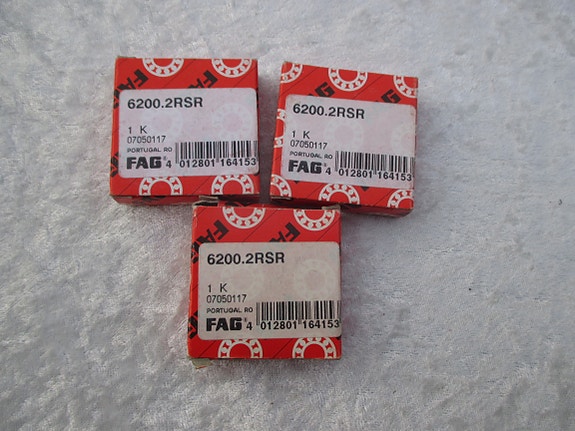 6200.2RSR
1 K
07050117
PORTUGAL RO
FAG® 4 012801 164153
6200.2RSR
1 K
07050117
PORTUGAL RO
FAG® 4 012801 164153
FAG
6200.2RSR
1 K
07050117
PORTUGAL RO
FAG® 4 012801 164153